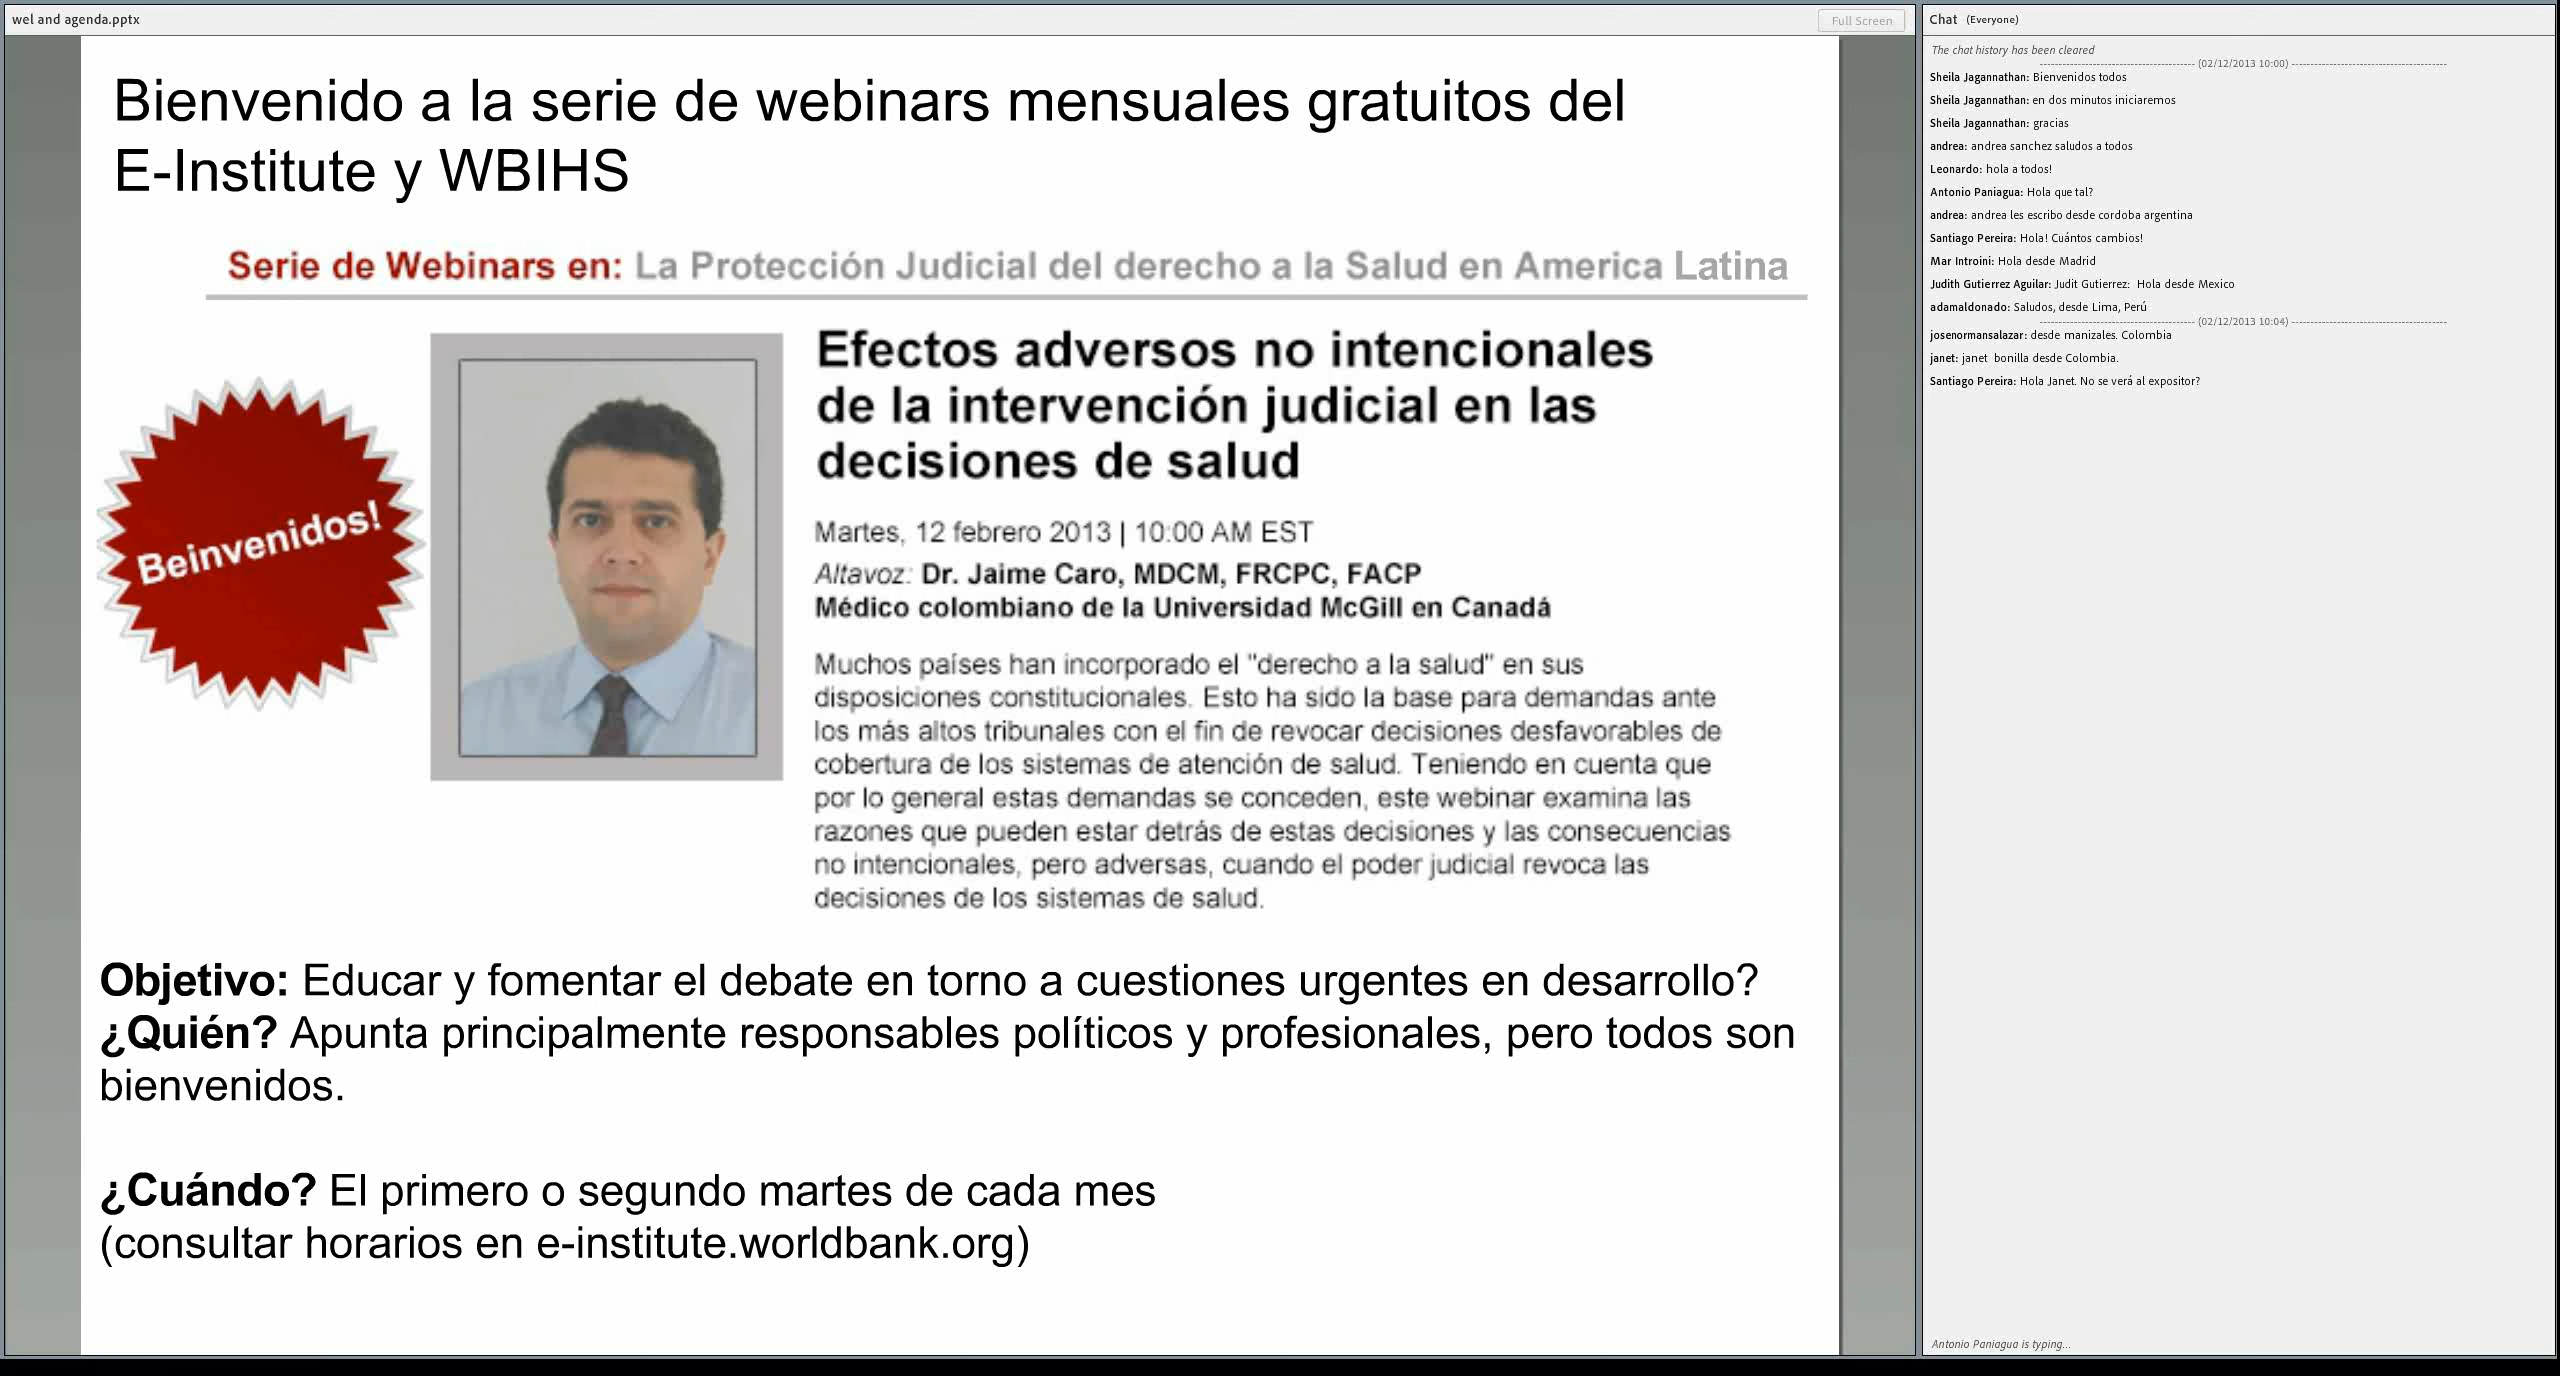 wel and agenda.pptx
Full Screen
Bienvenido a la serie de webinars mensuales gratuitos del
E-Institute y WBIHS
Serie de Webinars en: La Protección Judicial del derecho a la Salud en America Latina
Beinvenidos!
Efectos adversos no intencionales
de la intervención judicial en las
decisiones de salud
Martes, 12 febrero 2013 | 10:00 AM EST
Altavoz: Dr. Jaime Caro, MDCM, FRCPC, FACP
Médico colombiano de la Universidad McGill en Canadá
Muchos países han incorporado el "derecho a la salud" en sus
disposiciones constitucionales. Esto ha sido la base para demandas ante
los más altos tribunales con el fin de revocar decisiones desfavorables de
cobertura de los sistemas de atención de salud. Teniendo en cuenta que
por lo general estas demandas se conceden, este webinar examina las
razones que pueden estar detrás de estas decisiones y las consecuencias
no intencionales, pero adversas, cuando el poder judicial revoca las
decisiones de los sistemas de salud.
Objetivo: Educar y fomentar el debate en torno a cuestiones urgentes en desarrollo?
¿Quién? Apunta principalmente responsables políticos y profesionales, pero todos son
bienvenidos.
¿Cuándo? El primero o segundo martes de cada mes
(consultar horarios en e-institute.worldbank.org)
Chat (Everyone)
The chat history has been cleared
(02/12/2013 10:00)
Sheila Jagannathan: Bienvenidos todos
Sheila Jagannathan: en dos minutos iniciaremos
Sheila Jagannathan: gracias
andrea: andrea sanchez saludos a todos
Leonardo: hola a todos!
Antonio Paniagua: Hola que tal?
andrea: andrea les escribo desde cordoba argentina
Santiago Pereira: Hola! Cuántos cambios!
Mar Introini: Hola desde Madrid
Judith Gutierrez Aguilar: Judit Gutierrez: Hola desde Mexico
adamaldonado: Saludos, desde Lima, Perú
(02/12/2013 10:04)
josenormansalazar: desde manizales. Colombia
janet: janet bonilla desde Colombia.
Santiago Pereira: Hola Janet. No se verá al expositor?
Antonio Paniagua is typing...